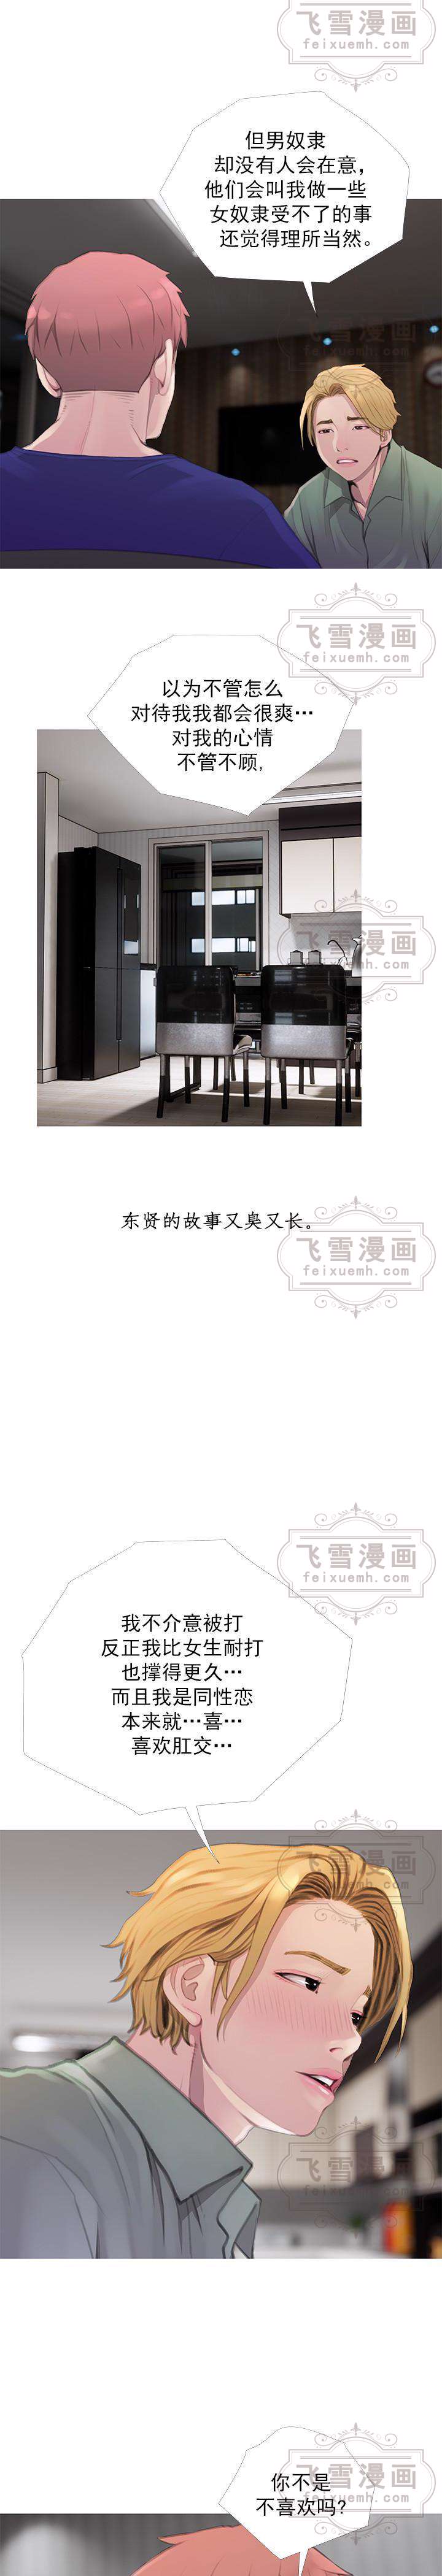 飞雪漫画
feixuemh.com
但男奴隶
却没有人会在意，
他们会叫我做一些
女奴隶受不了的事
还觉得理所当然。
飞雪漫画
feixuemh.com
飞雪漫画
feixuemh.com
以为不管怎么
对待我我都会很爽…
对我的心情
不管不顾，
飞雪漫画
feixuemh.com
东贤的故事又臭又长。
飞雪漫画
feixuemh.com
飞雪漫画
feixuemh.com
我不介意被打
反正我比女生耐打
也撑得更久…
而且我是同性恋
本来就…喜…
喜欢肛交…
飞雪漫画
feixuemh.com
飞雪漫画
feixuemh.com
飞雪漫画
feixuemh.com
你不是
不喜欢吗?